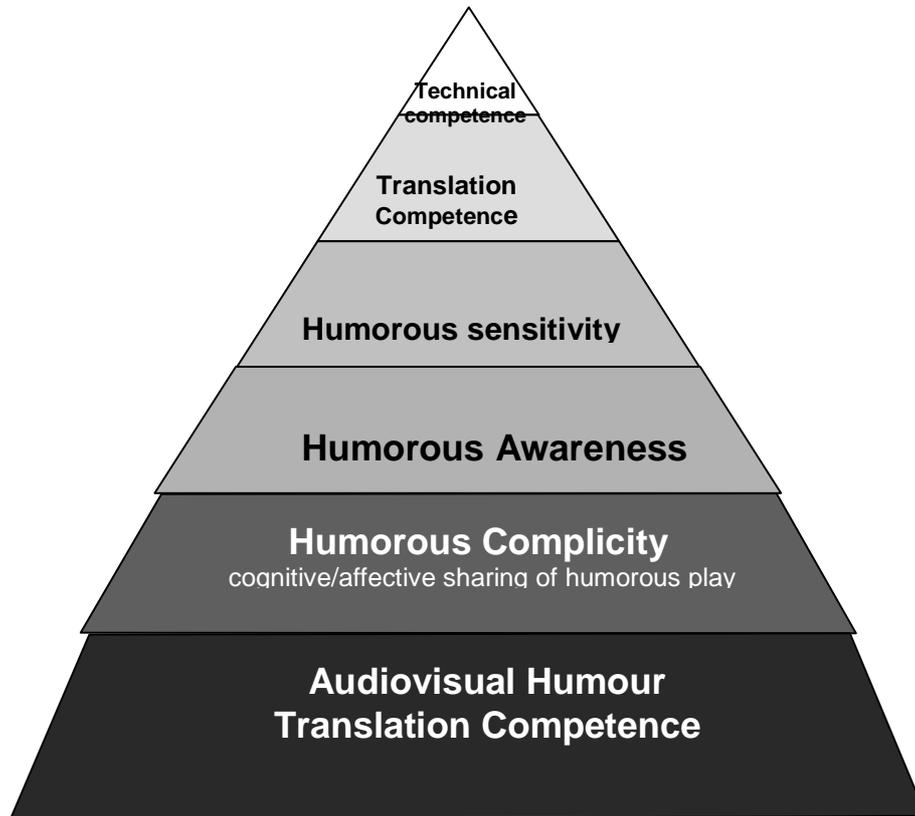 Technical
competence
Translation
Competence
Humorous sensitivity
Humorous Awareness
Humorous Complicity
cognitive/affective sharing of humorous play
Audiovisual Humour
Translation Competence